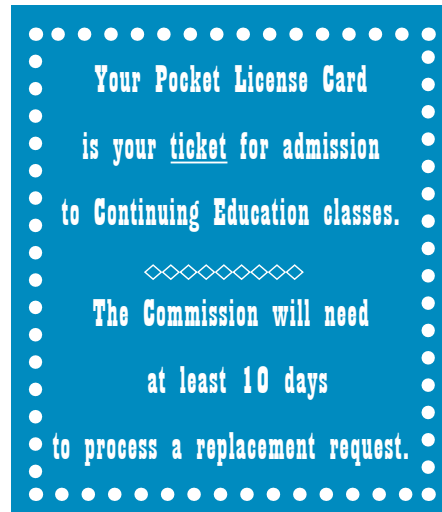 Your Pocket License Card
is your ticket for admission
to Continuing Education classes.
The Commission will need
at least 10 days
to process a replacement request.